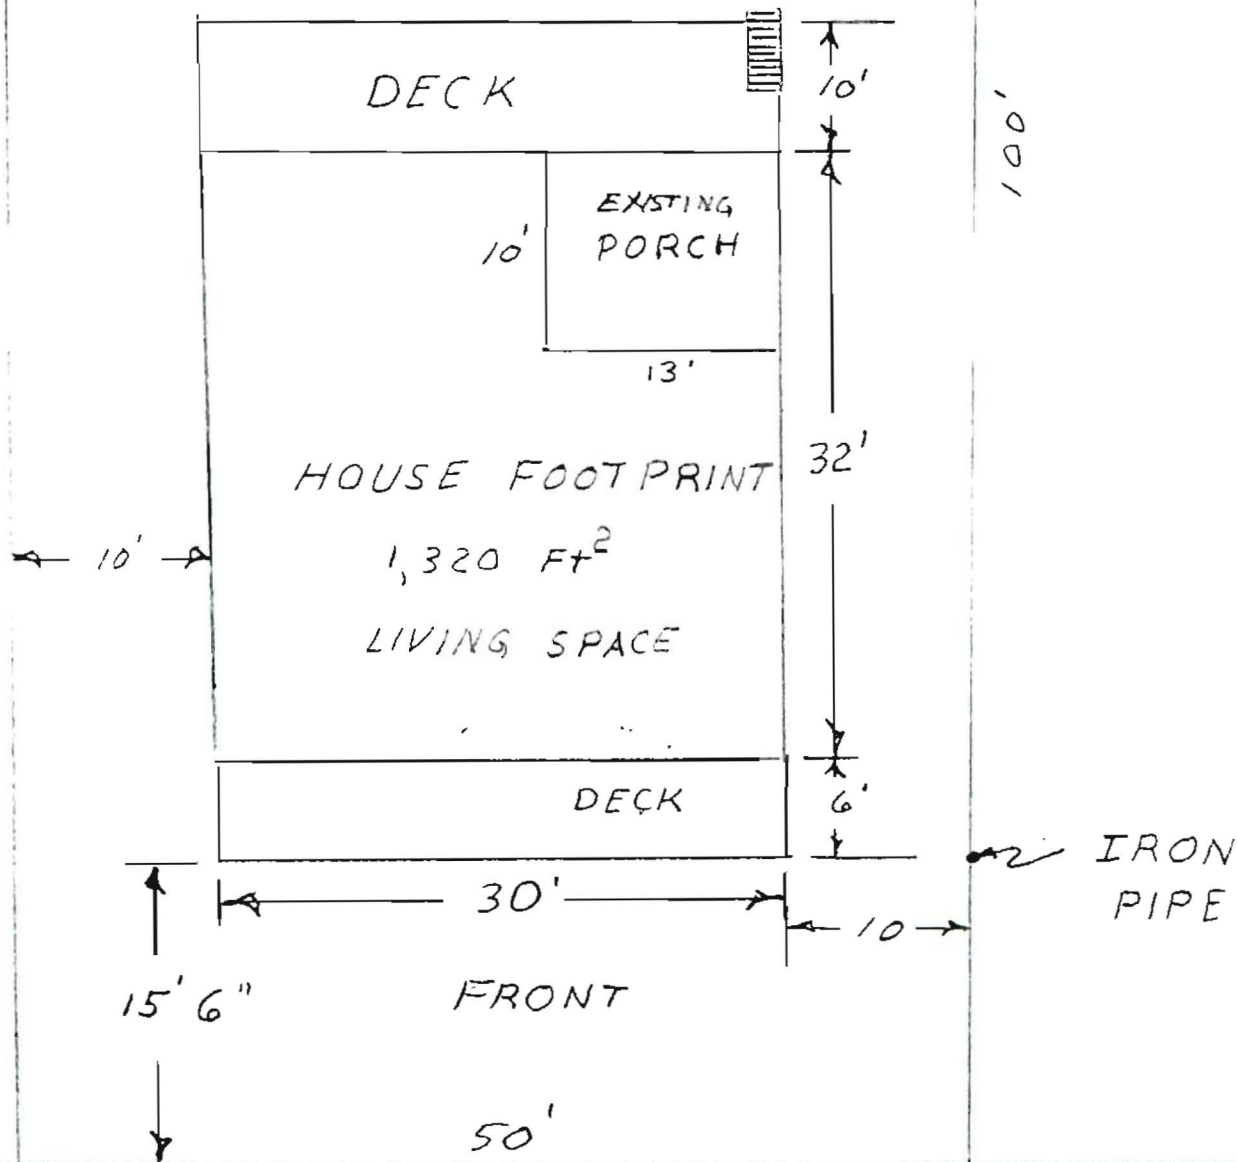 DECK
10'
100'
EXISTING
PORCH
10'
13'
HOUSE FOOTPRINT
32'
10'
1,320 Ft²
LIVING SPACE
DECK
6'
IRON
PIPE
30'
10
15' 6"
FRONT
50'